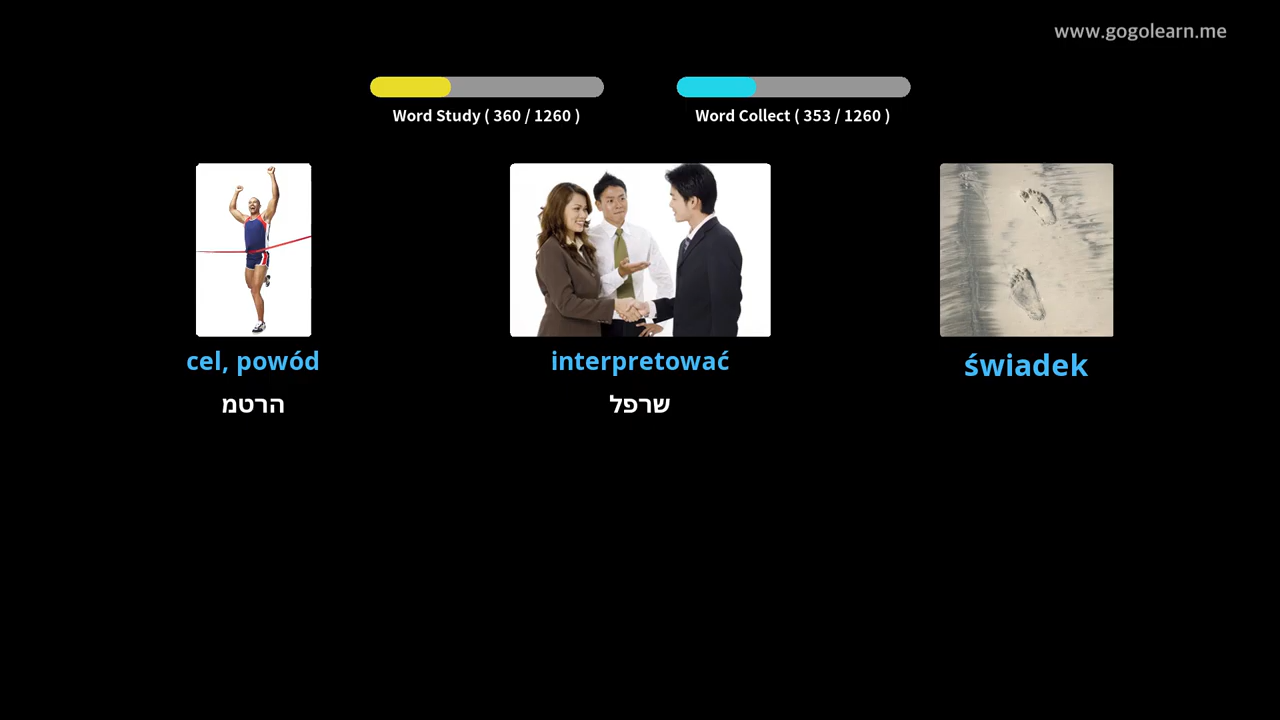 www.gogolearn.me
Word Study ( 360 / 1260 )
Word Collect ( 353 / 1260 )
cel, powód
הרטמ
interpretować
שרפל
świadek